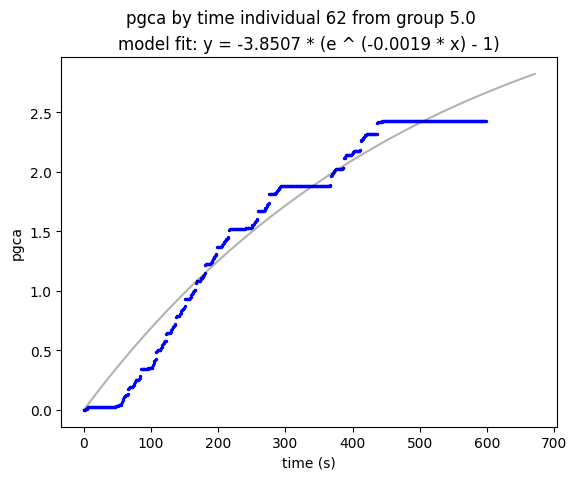 pgca by time individual 62 from group 5.0
model fit: y = -3.8507 * (e ^ (-0.0019 * x) - 1)
2.5
2.0
1.5
1.0
0.5
0.0
pgca
0 100 200 300 400 500 600 700
time (s)